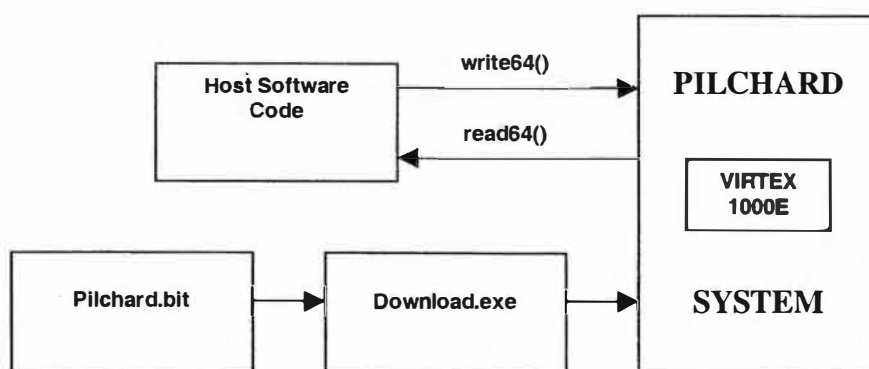 write64()
Host Software
Code
PILCHARD
read64()
VIRTEX
1000E
Pilchard.bit
Download.exe
SYSTEM